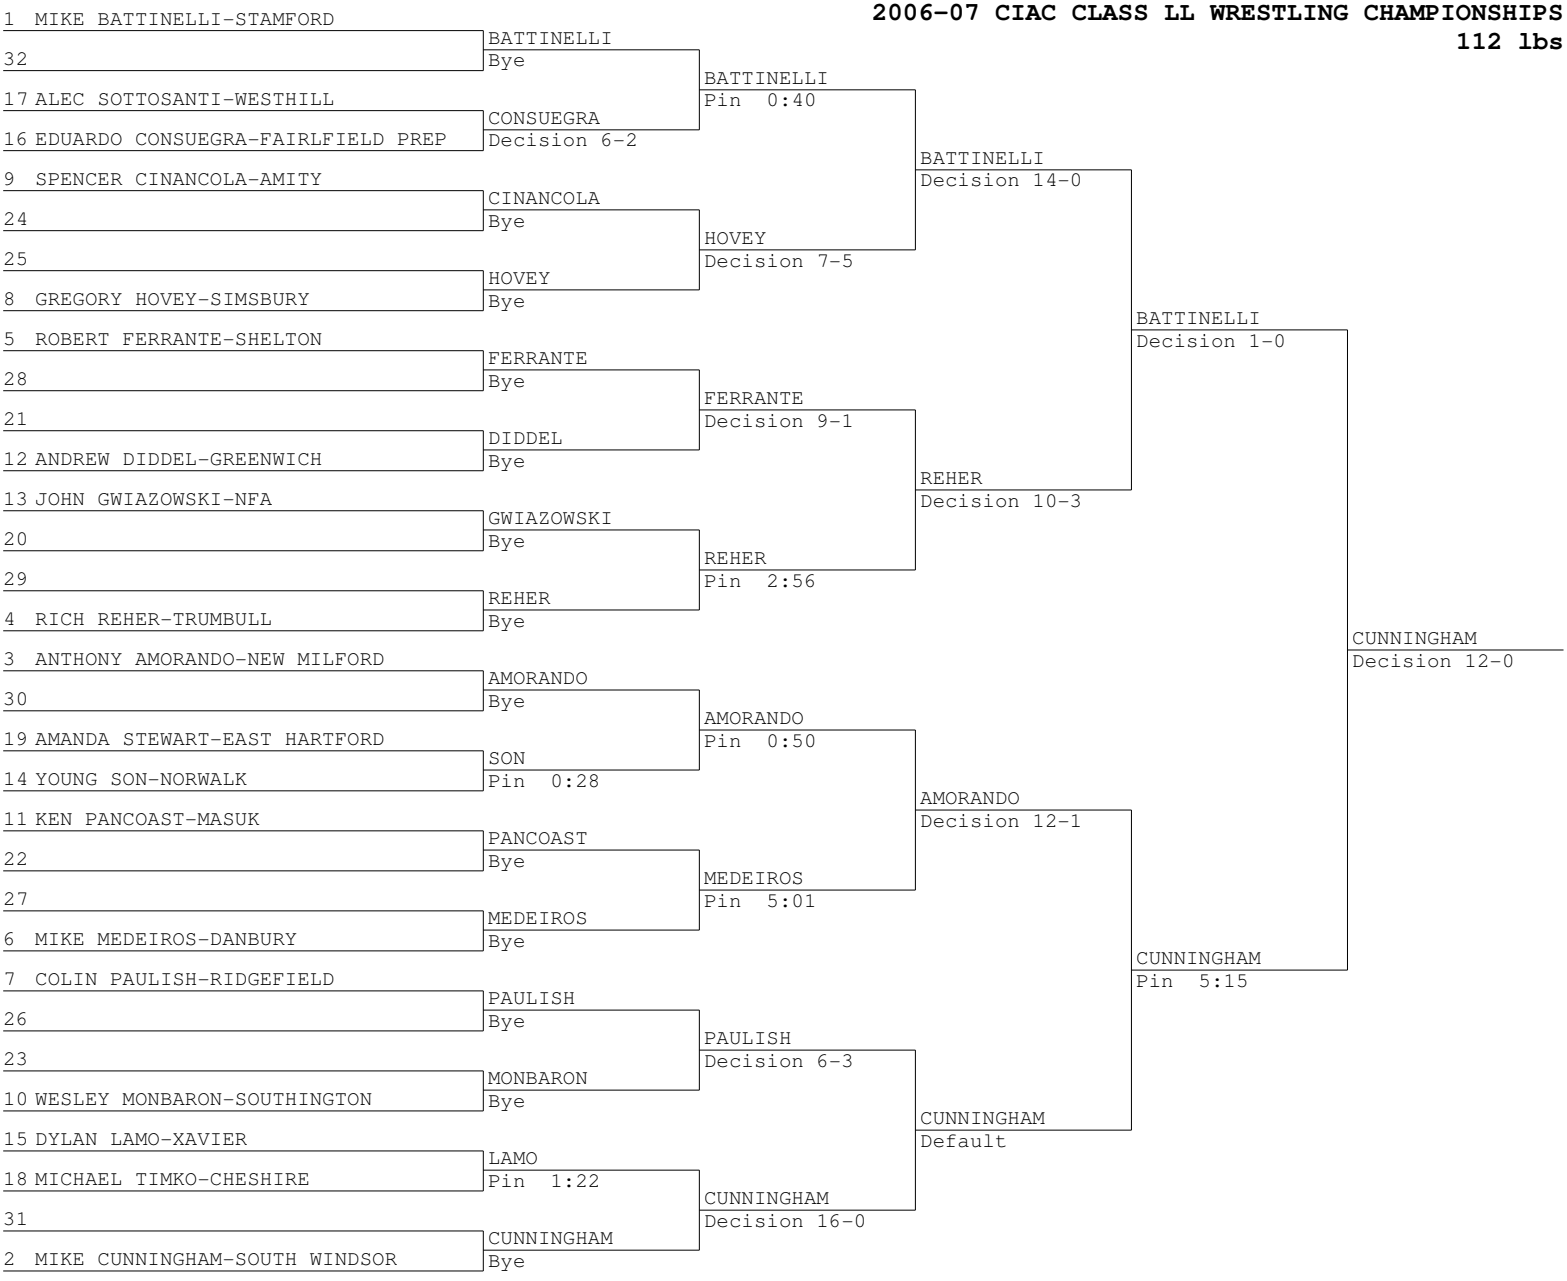 2006-07 CIAC CLASS LL WRESTLING CHAMPIONSHIPS
112 lbs
1 MIKE BATTINELLI-STAMFORD
32
17 ALEC SOTTOSANTI-WESTHILL
16 EDUARDO CONSUEGRA-FAIRLFIELD PREP
9 SPENCER CINANCOLA-AMITY
24
25
8 GREGORY HOVEY-SIMSBURY
5 ROBERT FERRANTE-SHELTON
28
21
12 ANDREW DIDDEL-GREENWICH
13 JOHN GWIAZOWSKI-NFA
20
29
4 RICH REHER-TRUMBULL
3 ANTHONY AMORANDO-NEW MILFORD
30
19 AMANDA STEWART-EAST HARTFORD
14 YOUNG SON-NORWALK
11 KEN PANCOAST-MASUK
22
27
6 MIKE MEDEIROS-DANBURY
7 COLIN PAULISH-RIDGEFIELD
26
23
10 WESLEY MONBARON-SOUTHINGTON
15 DYLAN LAMO-XAVIER
18 MICHAEL TIMKO-CHESHIRE
31
2 MIKE CUNNINGHAM-SOUTH WINDSOR
BATTINELLI
Bye
CONSUEGRA
Decision 6-2
CINANCOLA
Bye
HOVEY
Bye
FERRANTE
Bye
DIDDEL
Bye
GWIAZOWSKI
Bye
REHER
Bye
AMORANDO
Bye
SON
Pin 0:28
PANCOAST
Bye
MEDEIROS
Bye
PAULISH
Bye
MONBARON
Bye
LAMO
Pin 1:22
CUNNINGHAM
Bye
BATTINELLI
Pin 0:40
HOVEY
Decision 7-5
FERRANTE
Decision 9-1
REHER
Pin 2:56
AMORANDO
Pin 0:50
MEDEIROS
Pin 5:01
PAULISH
Decision 6-3
CUNNINGHAM
Decision 16-0
BATTINELLI
Decision 14-0
REHER
Decision 10-3
AMORANDO
Decision 12-1
CUNNINGHAM
Default
BATTINELLI
Decision 1-0
CUNNINGHAM
Pin 5:15
CUNNINGHAM
Decision 12-0